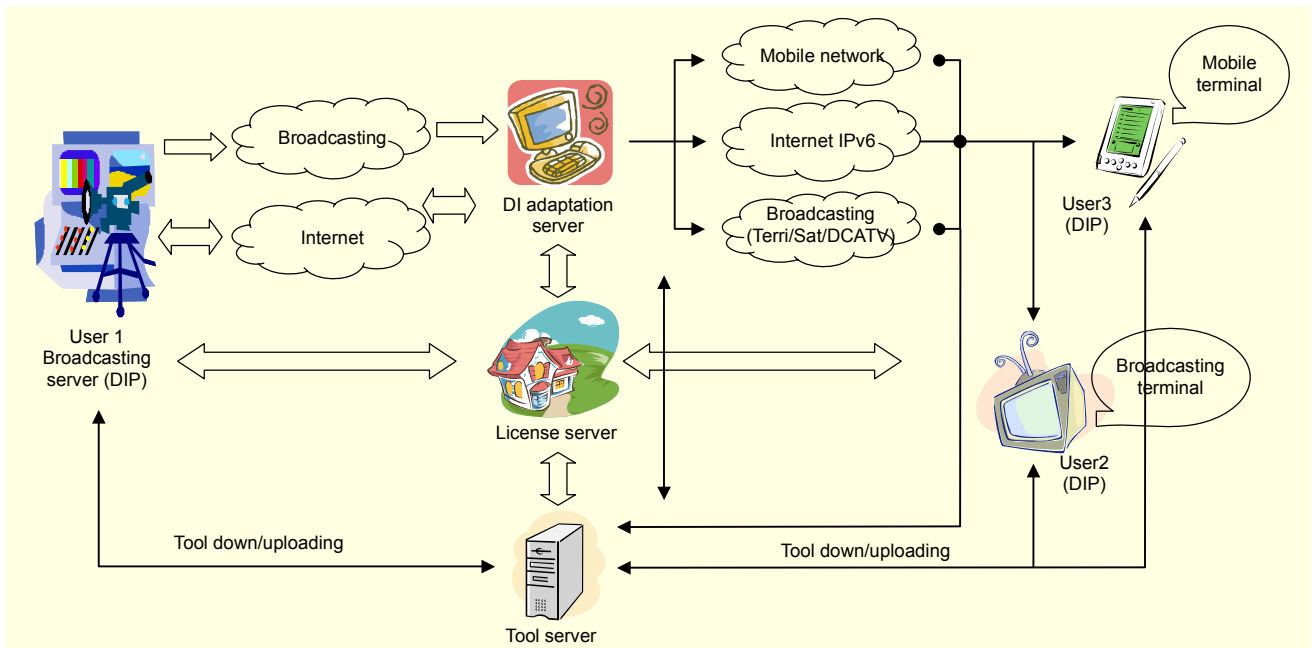 Mobile network
Mobile
terminal
Broadcasting
Internet IPv6
DI adaptation
server
User3
(DIP)
Internet
Broadcasting
(Terri/Sat/DCATV)
User 1
Broadcasting
server (DIP)
Broadcasting
terminal
License server
User2
(DIP)
Tool down/uploading
Tool down/uploading
Tool server